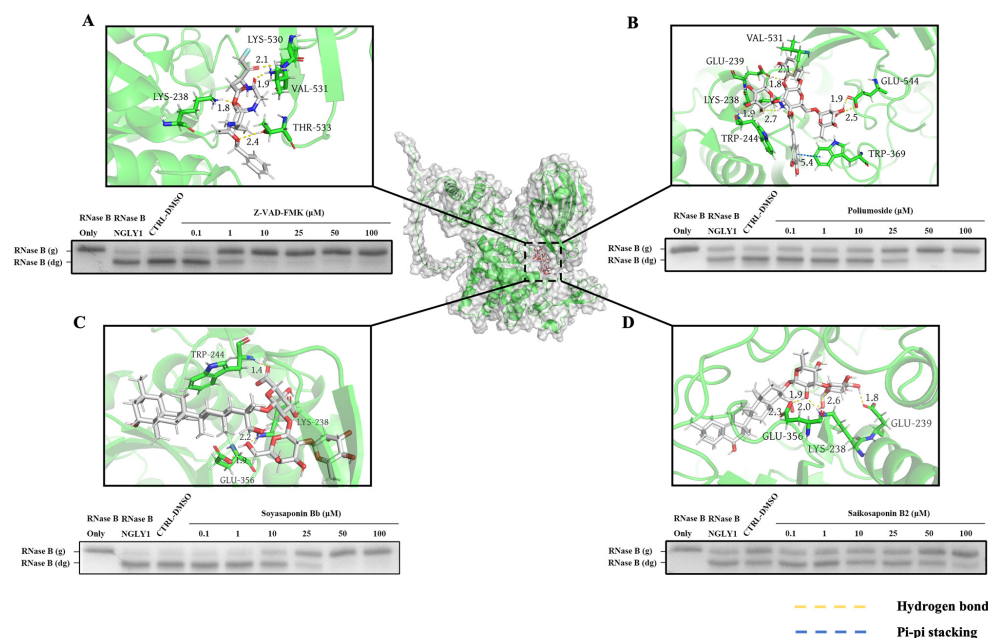 A
LYS-530
2.1
1.9
VAL-531
LYS-238
1.8
THR-533
2.4
RNase B
Only
RNase B
NGLY1
CTRL-DMSO
Z-VAD-FMK (μM)
0.1 1 10 25 50 100
RNase B (g)
RNase B (dg)
B
VAL-531
GLU-239
2.1
1.8
GLU-544
1.9
LYS-238
1.9
2.7
2.5
TRP-244
5.4
TRP-369
RNase B
Only
RNase B
NGLY1
CTRL-DMSO
Poliumoside (μM)
0.1 1 10 25 50 100
RNase B (g)
RNase B (dg)
C
TRP-244
1.4
LYS-238
2.2
1.9
GLU-356
RNase B
Only
RNase B
NGLY1
CTRL-DMSO
Soyasaponin Bb (μM)
0.1 1 10 25 50 100
RNase B (g)
RNase B (dg)
D
1.9
2.6
1.8
2.3
2.0
GLU-356
LYS-238
GLU-239
RNase B
Only
RNase B
NGLY1
CTRL-DMSO
Saikosaponin B2 (μM)
0.1 1 10 25 50 100
RNase B (g)
RNase B (dg)
Hydrogen bond
Pi-pi stacking